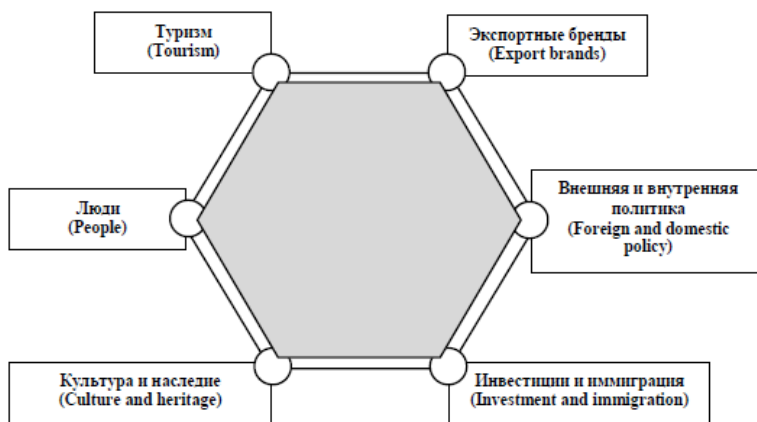 Туризм
(Tourism)
Экспортные бренды
(Export brands)
Люди
(People)
Внешняя и внутренняя
политика
(Foreign and domestic
policy)
Культура и наследие
(Culture and heritage)
Инвестиции и иммиграция
(Investment and immigration)